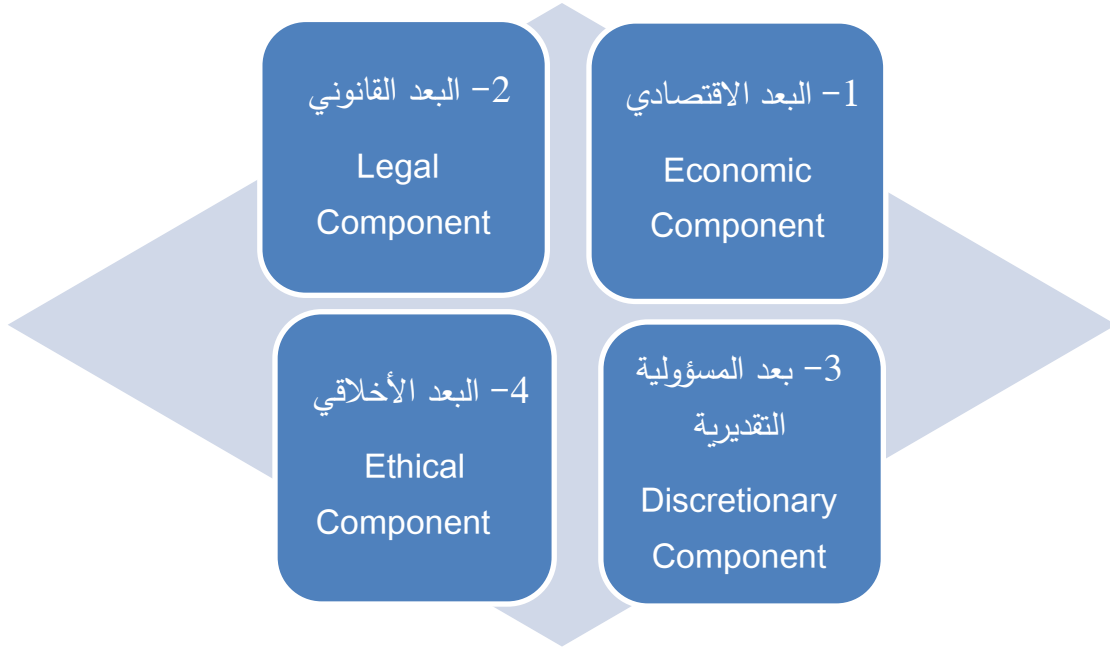 1- البعد الاقتصادي
Economic
Component
2- البعد القانوني
Legal
Component
3- بعد المسؤولية
التقديرية
Discretionary
Component
4- البعد الأخلاقي
Ethical
Component